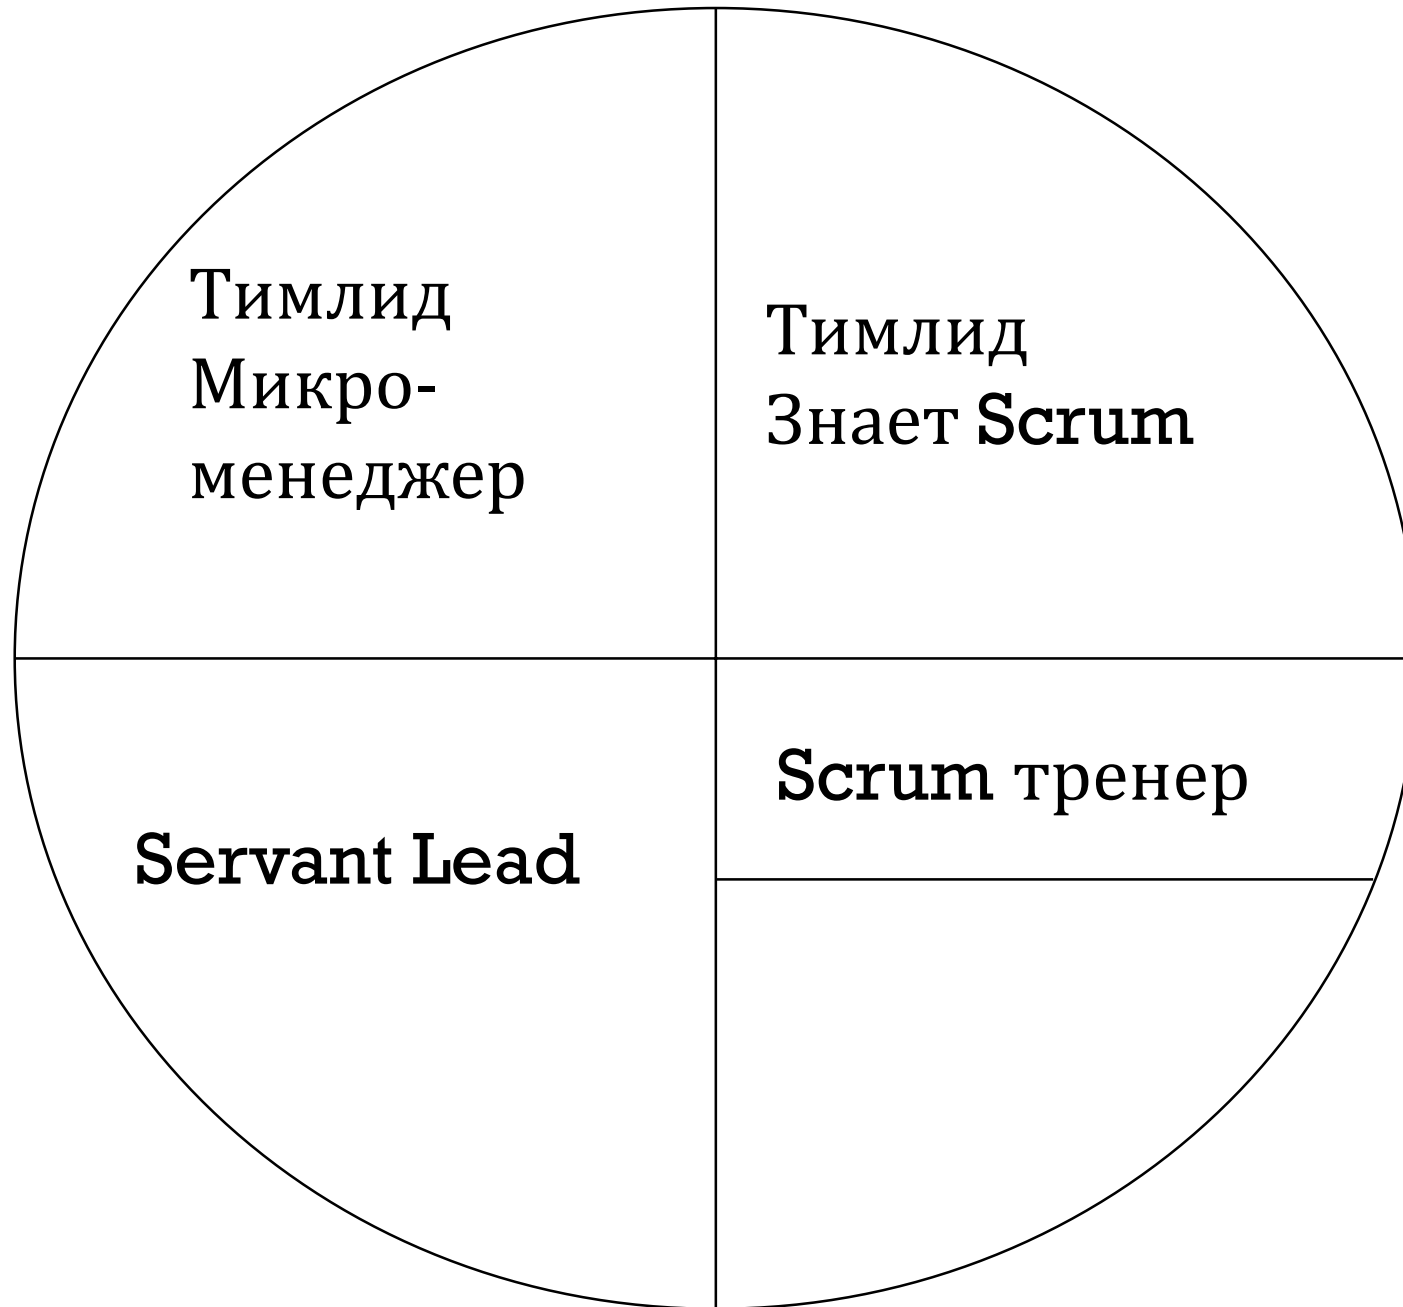 Тимлид
Микро-
менеджер
Тимлид
Знает Scrum
Servant Lead
Scrum тренер